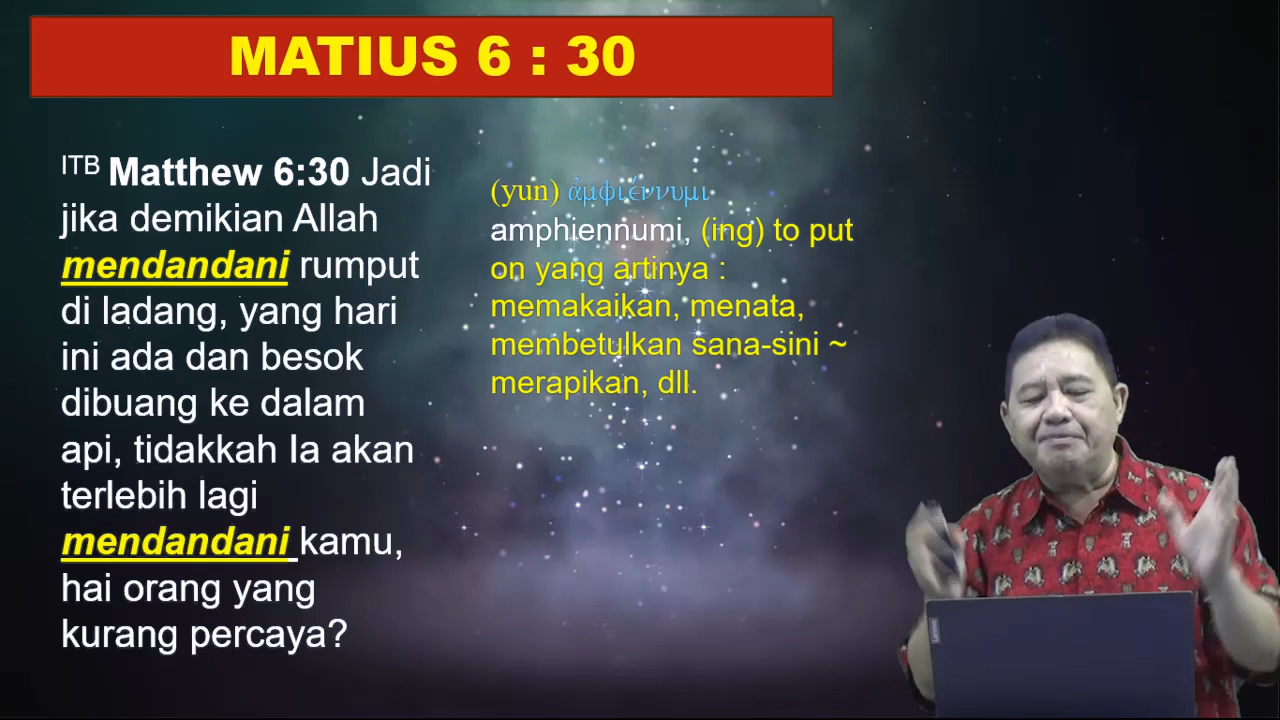 MATIUS 6 : 30
ITB Matthew 6:30 Jadi
jika demikian Allah
mendandani rumput
di ladang, yang hari
ini ada dan besok
dibuang ke dalam
api, tidakkah Ia akan
terlebih lagi
mendandani kamu,
hai orang yang
kurang percaya?
(yun) ἀμφιέννυμι
amphiennumi, (ing) to put
on yang artinya :
memakaikan, menata,
membetulkan sana-sini ~
merapikan, dll.
Lenovo